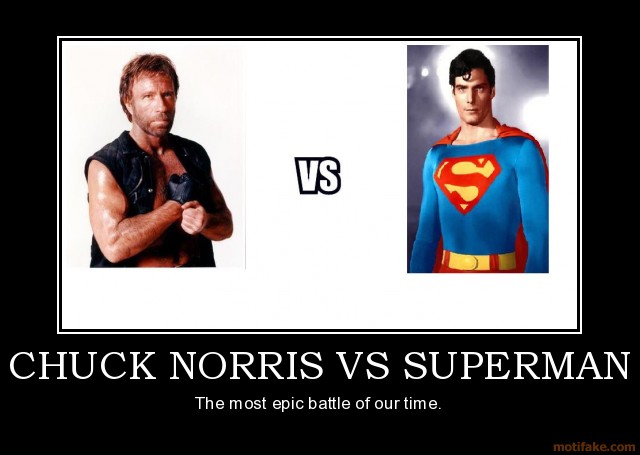 VS
CHUCK NORRIS VS SUPERMAN
The most epic battle of our time.
motifake.com